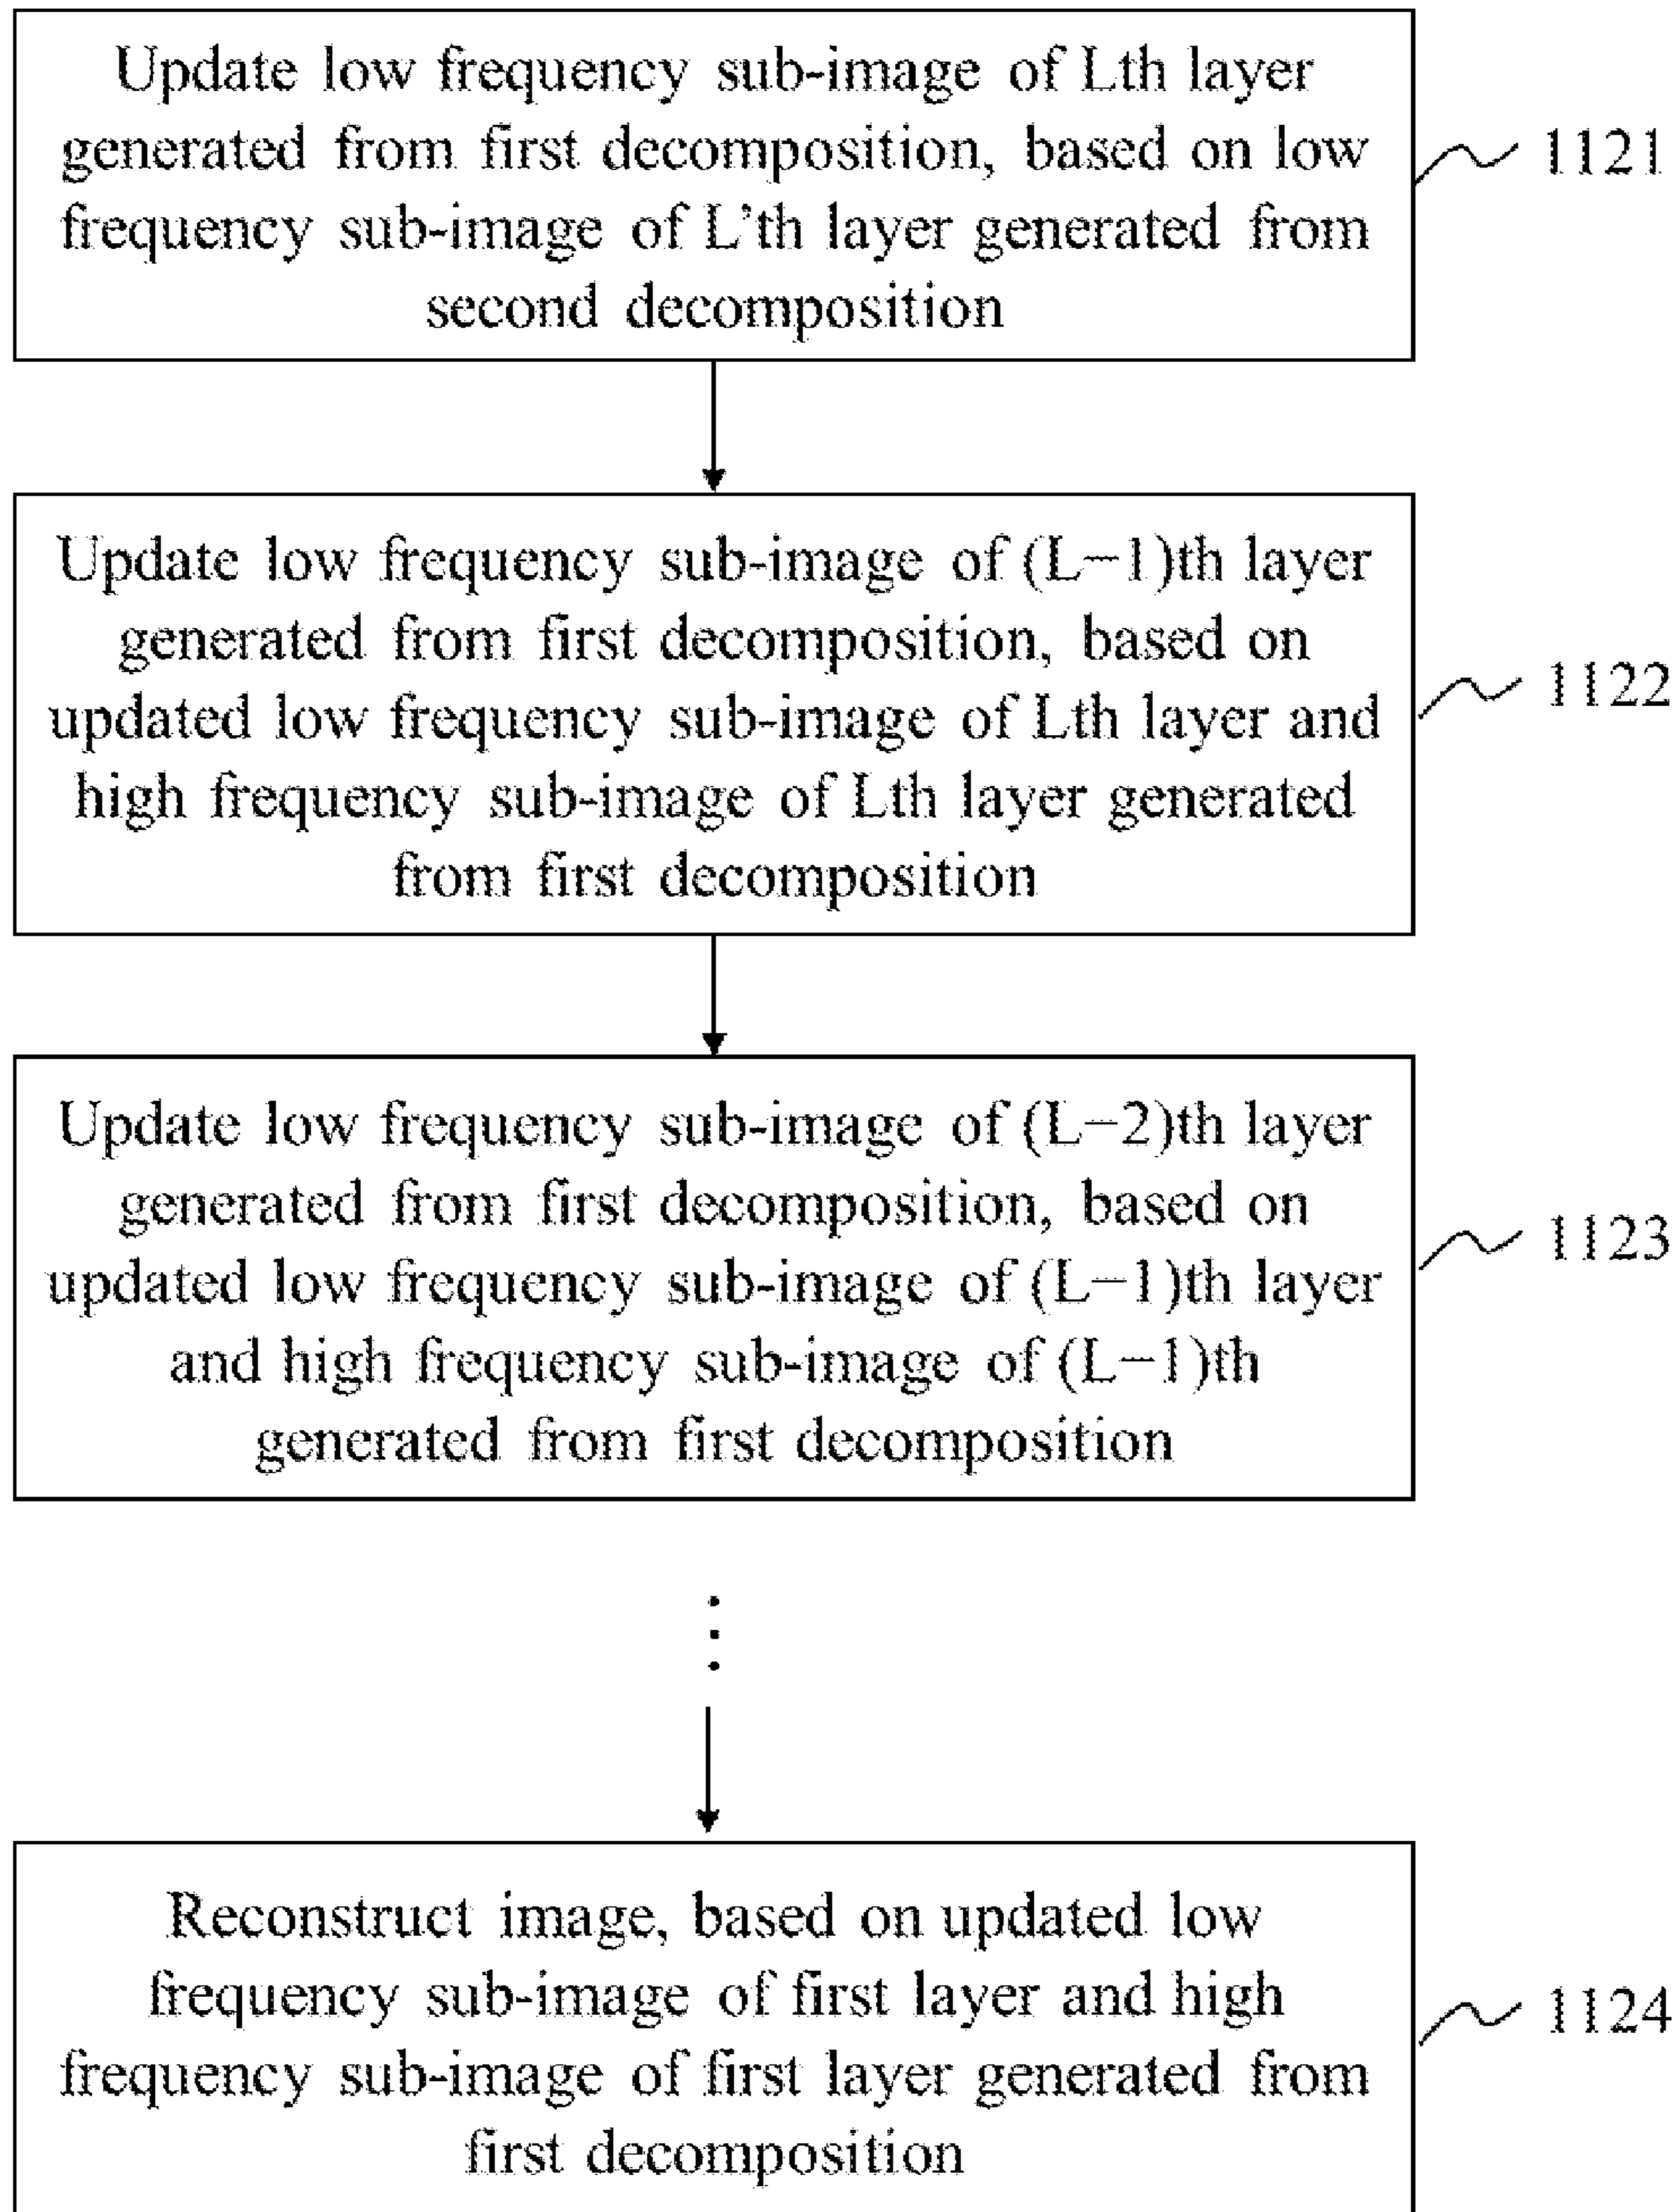 Update low frequency sub-image of Lth layer
generated from first decomposition, based on low
frequency sub-image of L'th layer generated from
second decomposition
1121
Update low frequency sub-image of (L−1)th layer
generated from first decomposition, based on
updated low frequency sub-image of Lth layer and
high frequency sub-image of Lth layer generated
from first decomposition
1122
Update low frequency sub-image of (L−2)th layer
generated from first decomposition, based on
updated low frequency sub-image of (L−1)th layer
and high frequency sub-image of (L−1)th
generated from first decomposition
1123
Reconstruct image, based on updated low
frequency sub-image of first layer and high
frequency sub-image of first layer generated from
first decomposition
1124